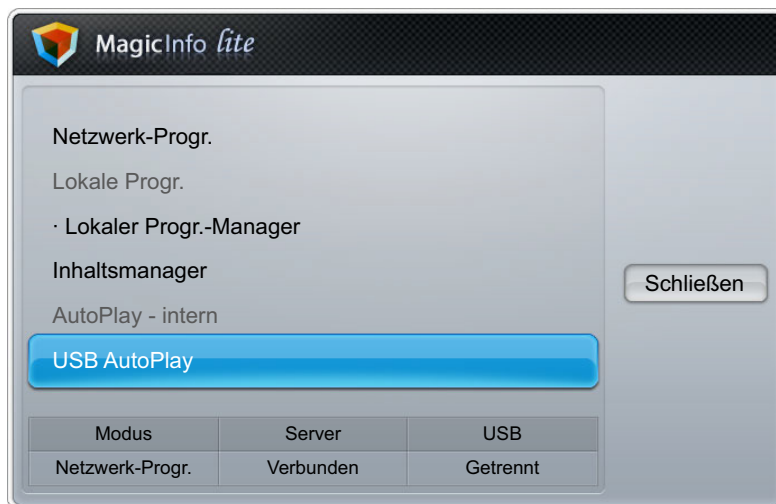 MagicInfo lite
Netzwerk-Progr.
Lokale Progr.
· Lokaler Progr.-Manager
Inhaltsmanager
AutoPlay - intern
USB AutoPlay
Schließen
Modus Server USB
Netzwerk-Progr. Verbunden Getrennt